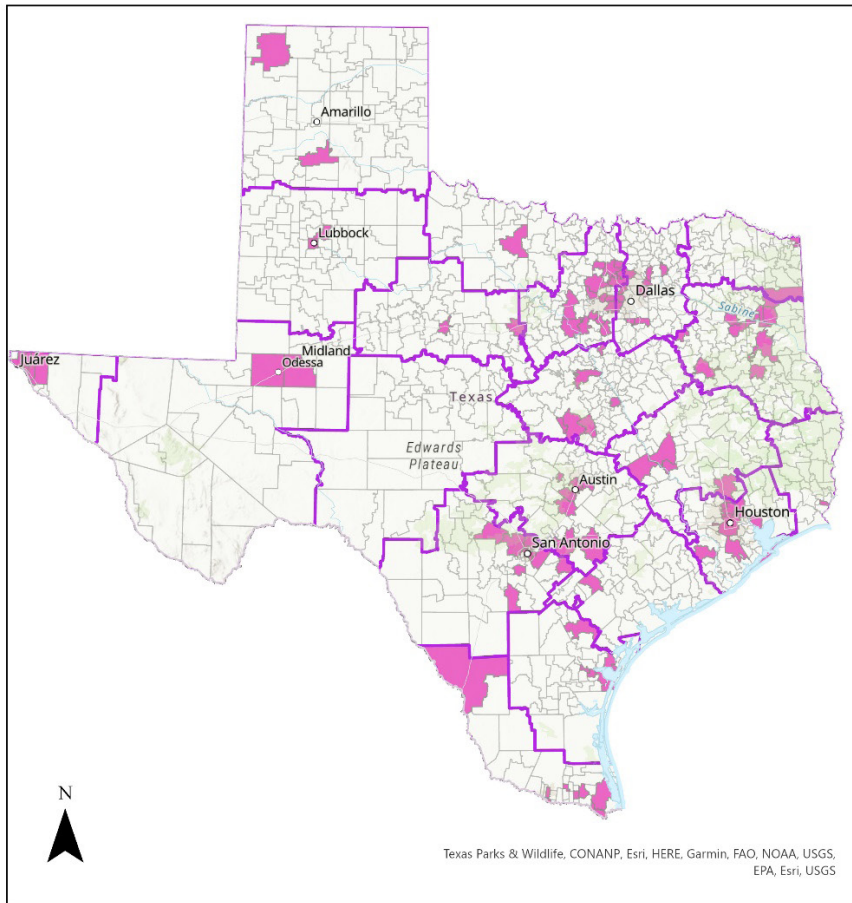 Amarillo
Lubbock
Dallas
Sabine
Juárez
Midland
Odessa
Texas
Edwards
Plateau
Austin
Houston
San Antonio
N
Texas Parks & Wildlife, CONANP, Esri, HERE, Garmin, FAO, NOAA, USGS,
EPA, Esri, USGS